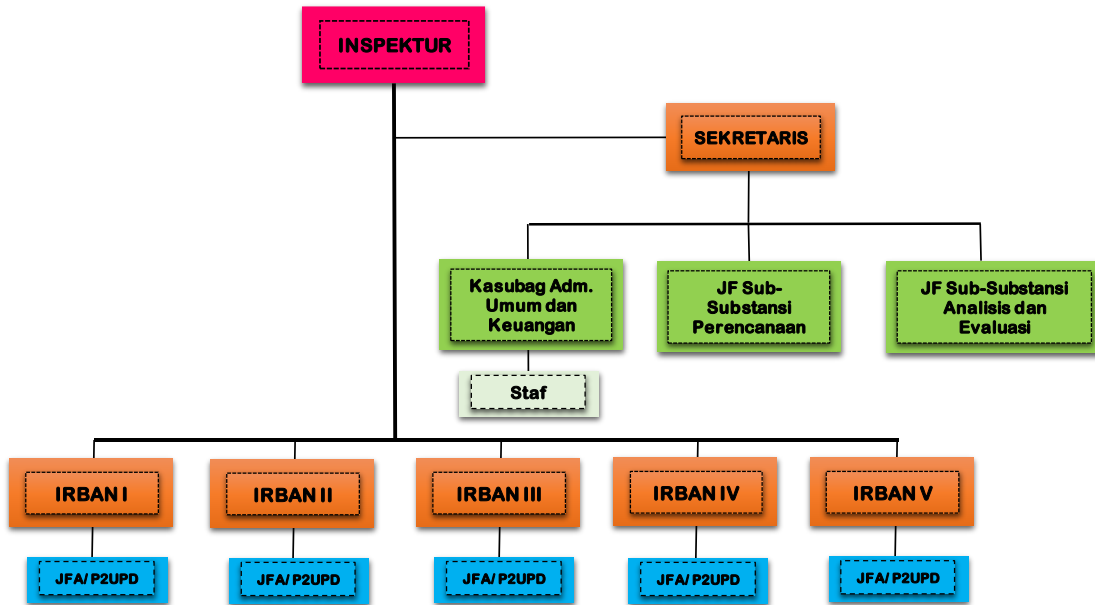 INSPEKTUR
SEKRETARIS
Kasubag Adm.
Umum dan
Keuangan
JF Sub-
Substansi
Perencanaan
JF Sub-Substansi
Analisis dan
Evaluasi
Staf
IRBAN I
IRBAN II
IRBAN III
IRBAN IV
IRBAN V
JFA/ P2UPD
JFA/ P2UPD
JFA/ P2UPD
JFA/ P2UPD
JFA/ P2UPD